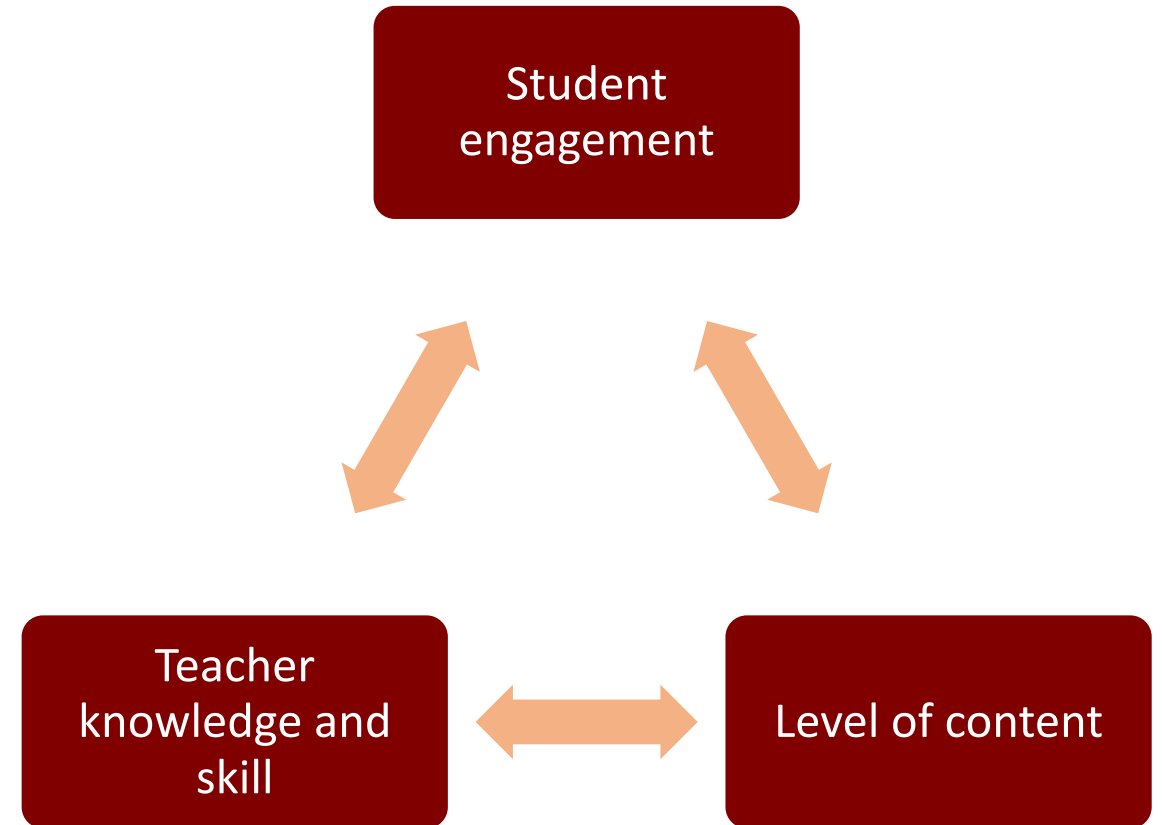 Student
engagement
Teacher
knowledge and
skill
Level of content